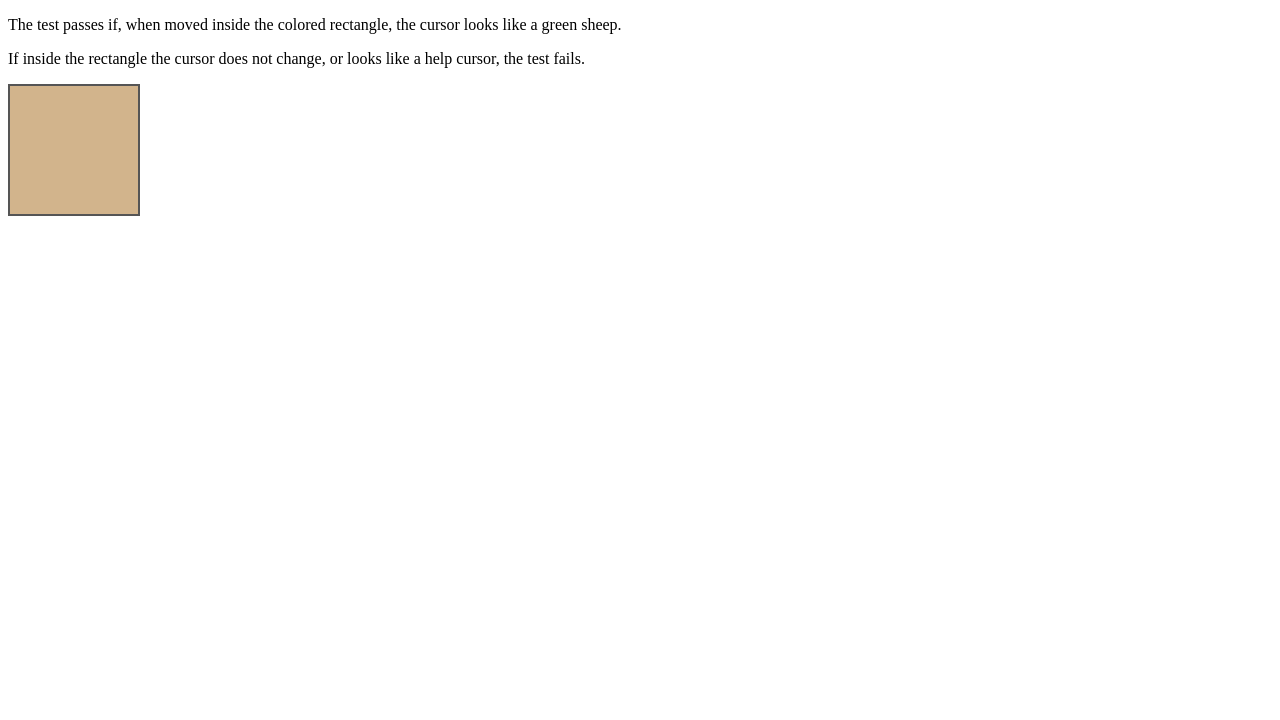 The test passes if, when moved inside the colored rectangle, the cursor looks like a green sheep.
If inside the rectangle the cursor does not change, or looks like a help cursor, the test fails.